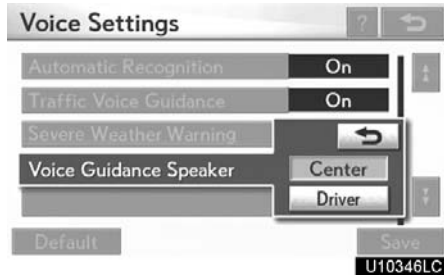 Voice Settings ?
Automatic Recognition On
Traffic Voice Guidance On
Severe Weather Warning
Voice Guidance Speaker Center
Driver
Default Save
U10346LC